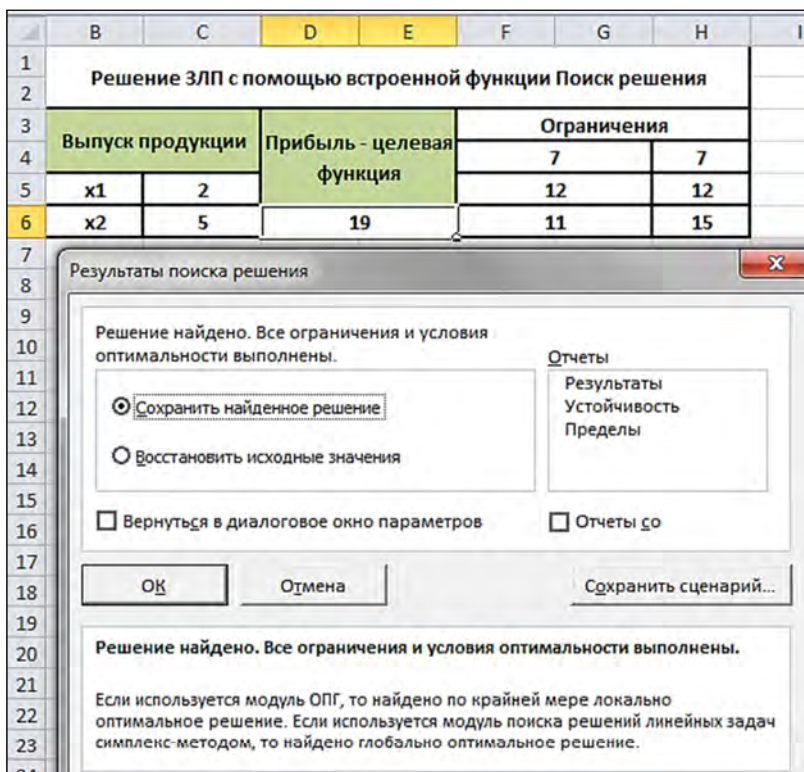 B C D E F G H I
1
2
Решение ЗЛП с помощью встроенной функции Поиск решения
3 Выпуск продукции Прибыль - целевая функция Ограничения
4 7 7
5 x1 2 12 12
6 x2 5 19 11 15
7
Результаты поиска решения
8
9
Решение найдено. Все ограничения и условия
10
оптимальности выполнены.
Отчеты
11
Результаты
12
Сохранить найденное решение
Устойчивость
13
Пределы
14
Восстановить исходные значения
15
16
Вернуться в диалоговое окно параметров
Отчеты со
17
18
ОК Отмена Сохранить сценарий...
19
20
Решение найдено. Все ограничения и условия оптимальности выполнены.
21
Если используется модуль ОПГ, то найдено по крайней мере локально
22
оптимальное решение. Если используется модуль поиска решений линейных задач
23
симплекс-методом, то найдено глобально оптимальное решение.